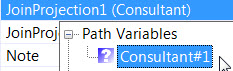 JoinProjection1 (Consultant)
JoinProj
Path Variables
Note
Consultant#1